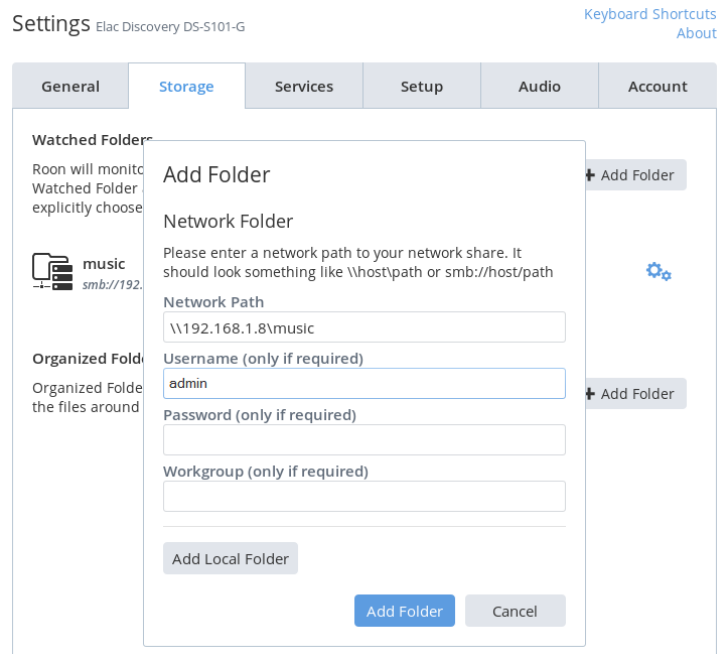 Settings Elac Discovery DS-S101-G
Keyboard Shortcuts
About
General Storage Services Setup Audio Account
Watched Folders
Roon will monito
Watched Folder
explicitly choose
+ Add Folder
music
smb://192.
Organized Folde
Organized Folde
the files around
+ Add Folder
Add Folder
Network Folder
Please enter a network path to your network share. It
should look something like \\host\path or smb://host/path
Network Path
\\192.168.1.8\music
Username (only if required)
admin
Password (only if required)
Workgroup (only if required)
Add Local Folder
Add Folder Cancel